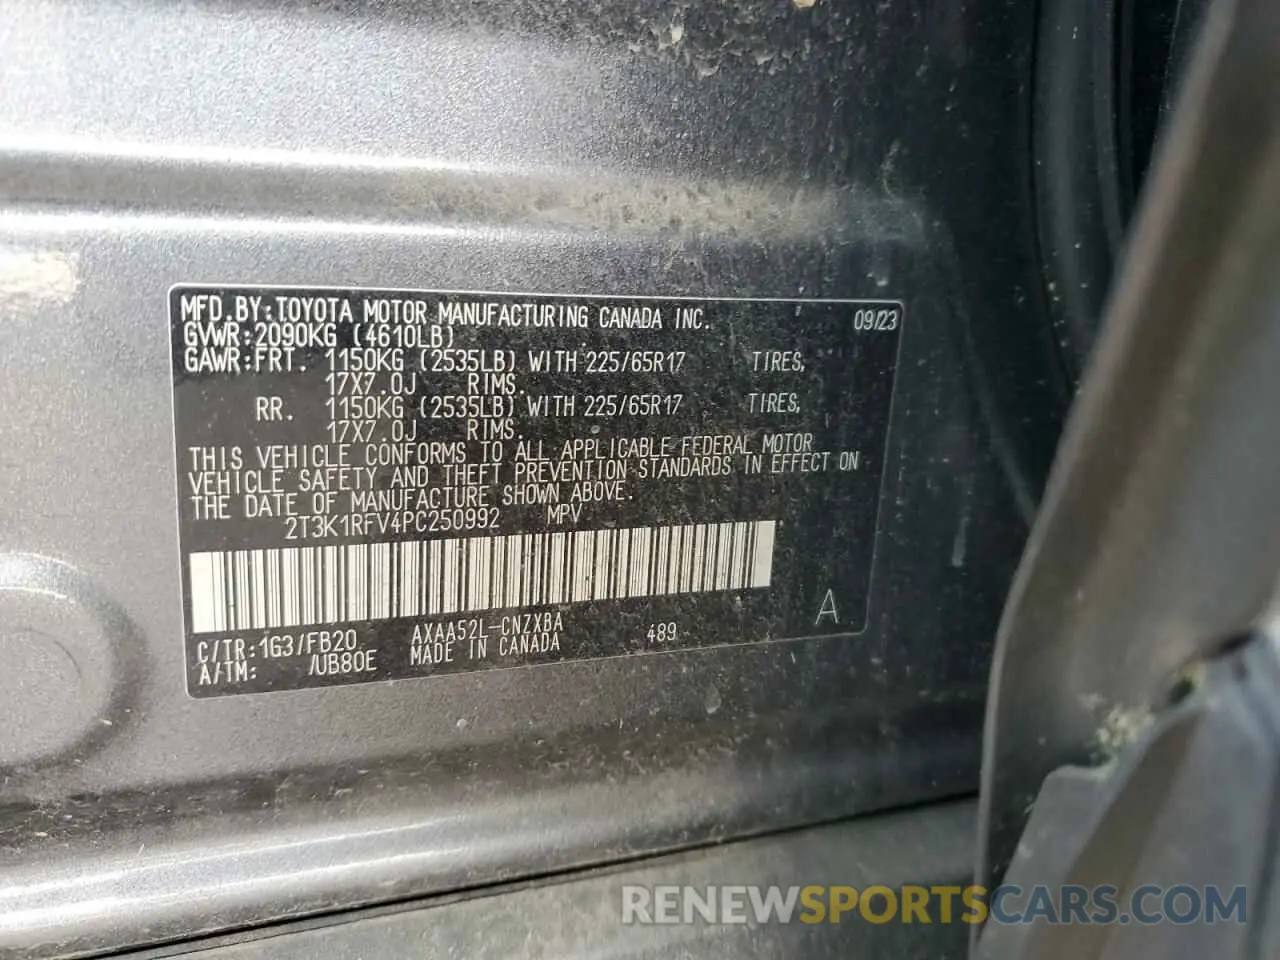 MFD.BY:TOYOTA MOTOR MANUFACTURING CANADA INC. 09/23
GVWR:2090KG (4610LB)
GAWR:FRT. 1150KG (2535LB) WITH 225/65R17 TIRES,
17X7.0J RIMS.
RR. 1150KG (2535LB) WITH 225/65R17 TIRES,
17X7.0J RIMS.
THIS VEHICLE CONFORMS TO ALL APPLICABLE FEDERAL MOTOR
VEHICLE SAFETY AND THEFT PREVENTION STANDARDS IN EFFECT ON
THE DATE OF MANUFACTURE SHOWN ABOVE.
2T3K1RFV4PC250992 MPV
A
C/TR:1G3/FB20 AXAA52L-CNZXBA 489
A/TM: /UB80E MADE IN CANADA
RENEWSPORTSCARS.COM